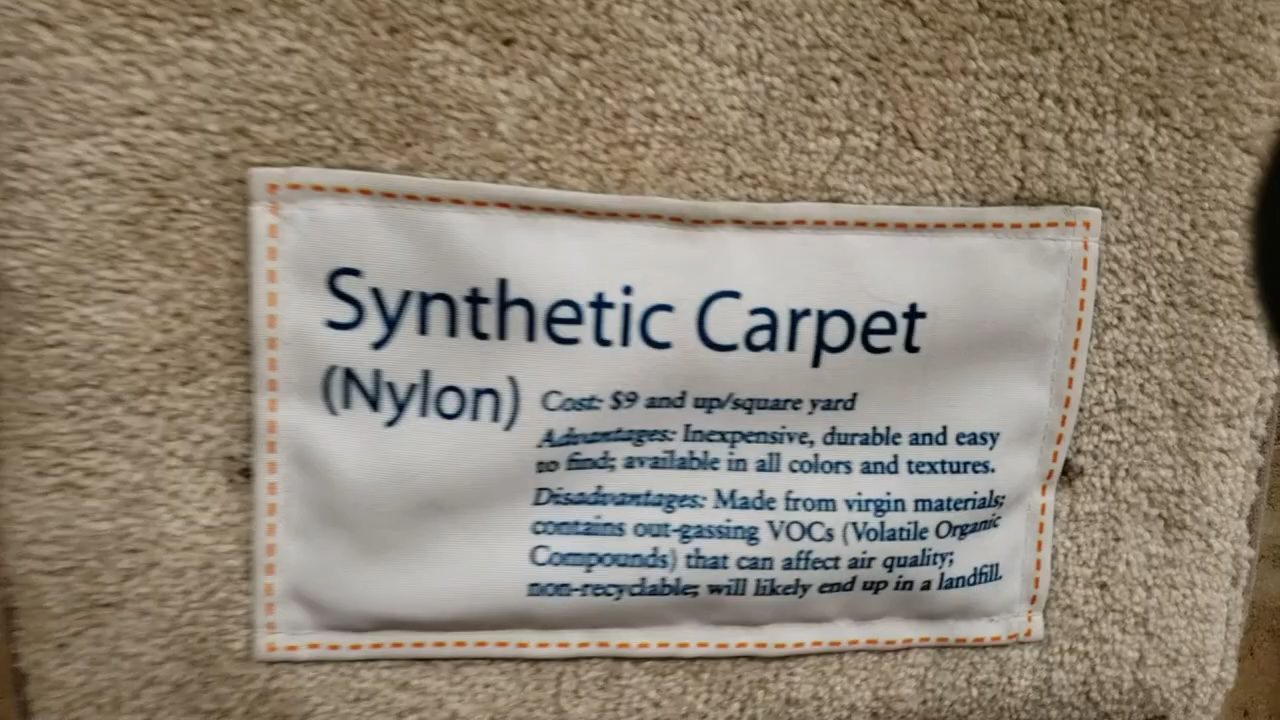 Synthetic Carpet
(Nylon)
Cost: $9 and up/square yard
Advantages: Inexpensive, durable and easy
to find; available in all colors and textures.
Disadvantages: Made from virgin materials;
contains out-gassing VOCs (Volatile Organic
Compounds) that can affect air quality;
non-recyclable; will likely end up in a landfill.